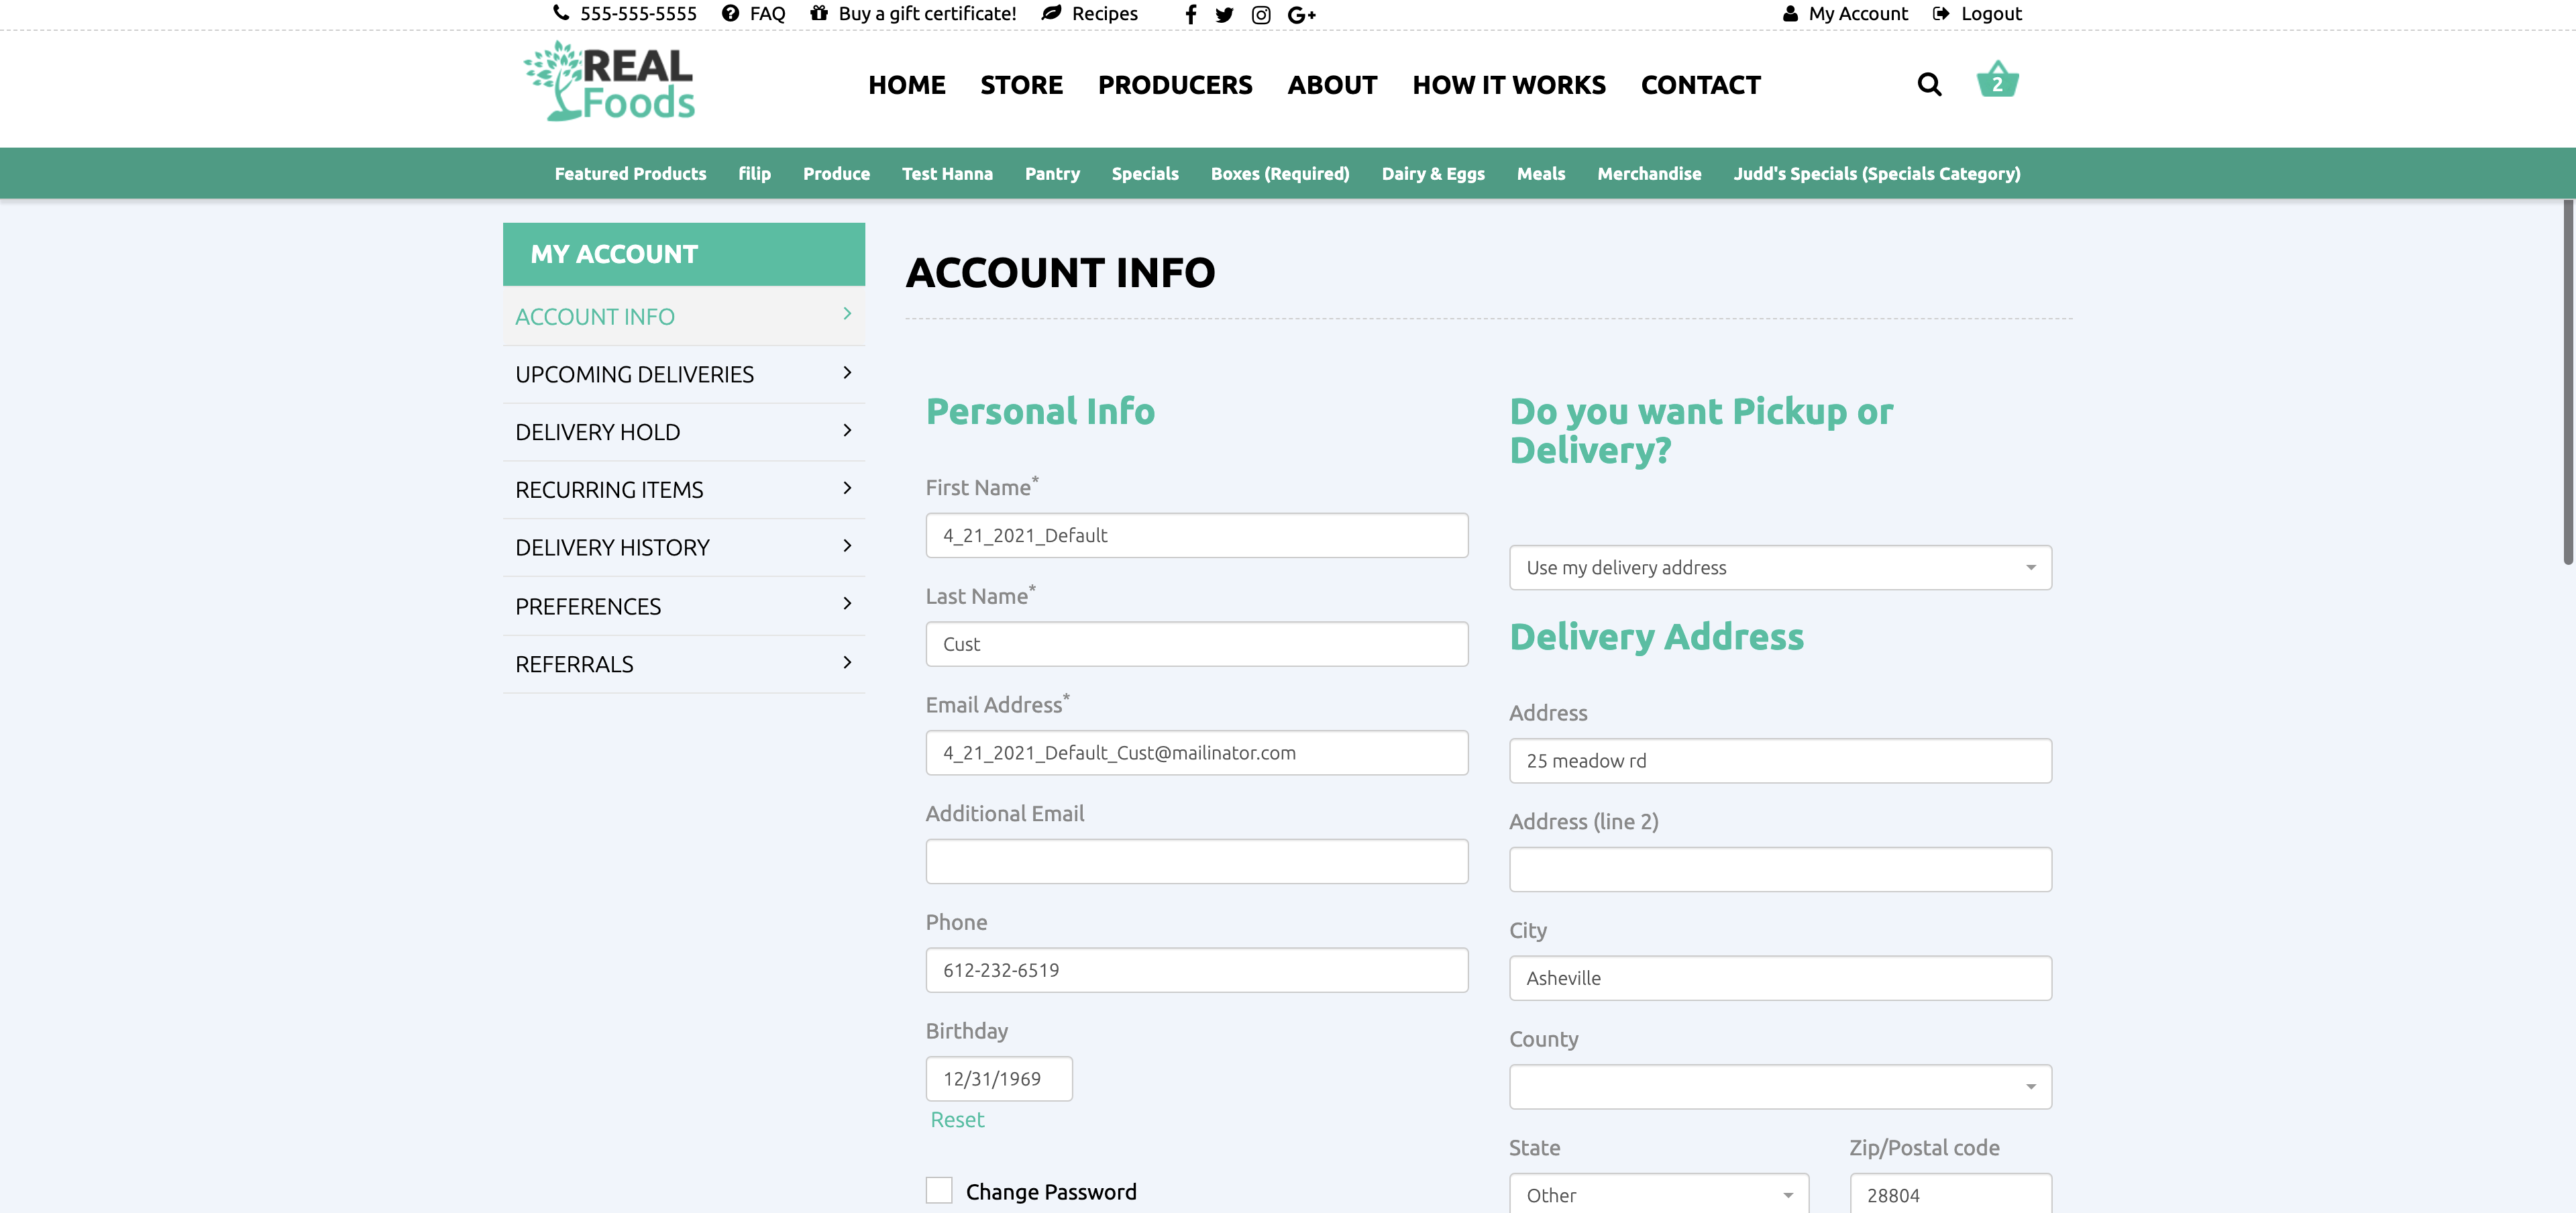 555-555-5555 FAQ Buy a gift certificate! Recipes G+ My Account Logout
REAL
Foods
HOME STORE PRODUCERS ABOUT HOW IT WORKS CONTACT 2
Featured Products filip Produce Test Hanna Pantry Specials Boxes (Required) Dairy & Eggs Meals Merchandise Judd's Specials (Specials Category)
MY ACCOUNT
ACCOUNT INFO
UPCOMING DELIVERIES
DELIVERY HOLD
RECURRING ITEMS
DELIVERY HISTORY
PREFERENCES
REFERRALS
ACCOUNT INFO
Personal Info
First Name*
4_21_2021_Default
Last Name*
Cust
Email Address*
4_21_2021_Default_Cust@mailinator.com
Additional Email
Phone
612-232-6519
Birthday
12/31/1969
Reset
Change Password
Do you want Pickup or
Delivery?
Use my delivery address
Delivery Address
Address
25 meadow rd
Address (line 2)
City
Asheville
County
State Zip/Postal code
Other 28804